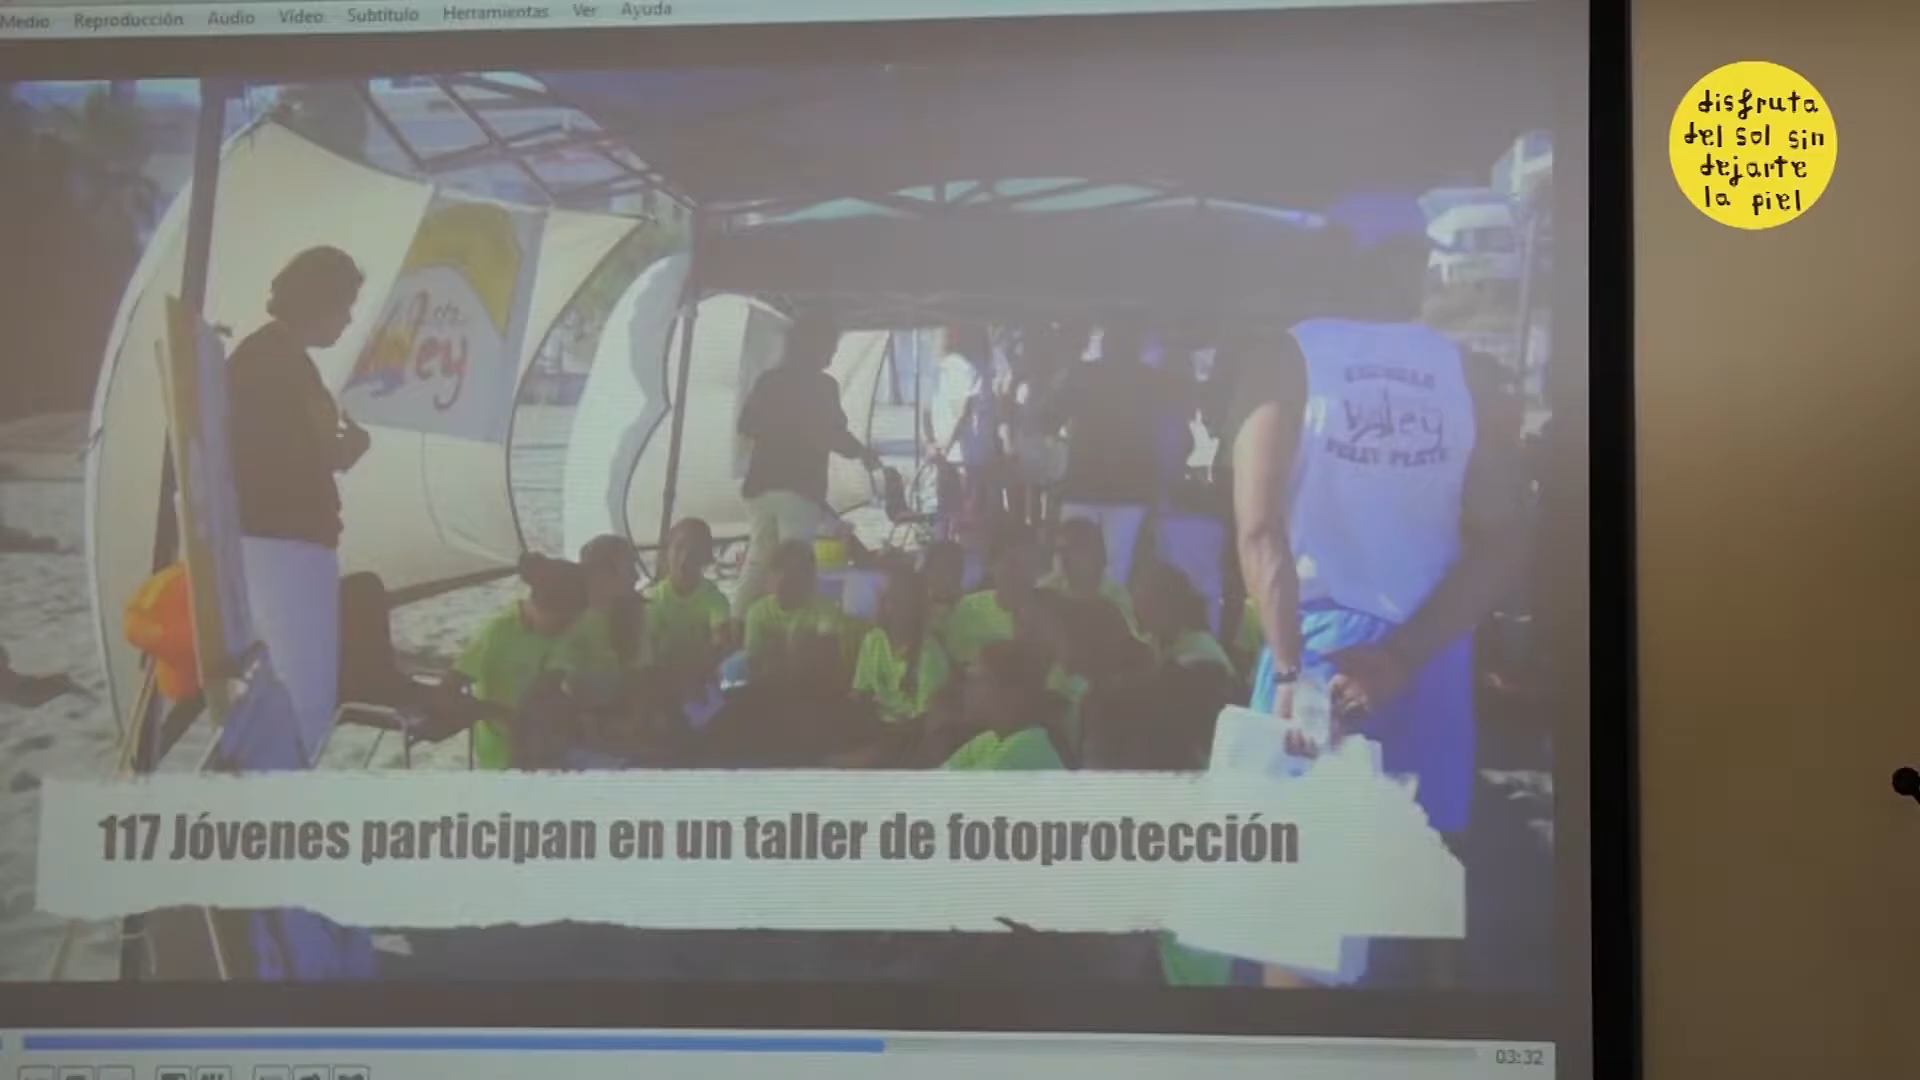 Medio Reproducción Audio Vídeo Subtítulo Herramientas Ver Ayuda
disfruta
del sol sin
dejarte
la piel
Voley
117 Jóvenes participan en un taller de fotoprotección
03:32